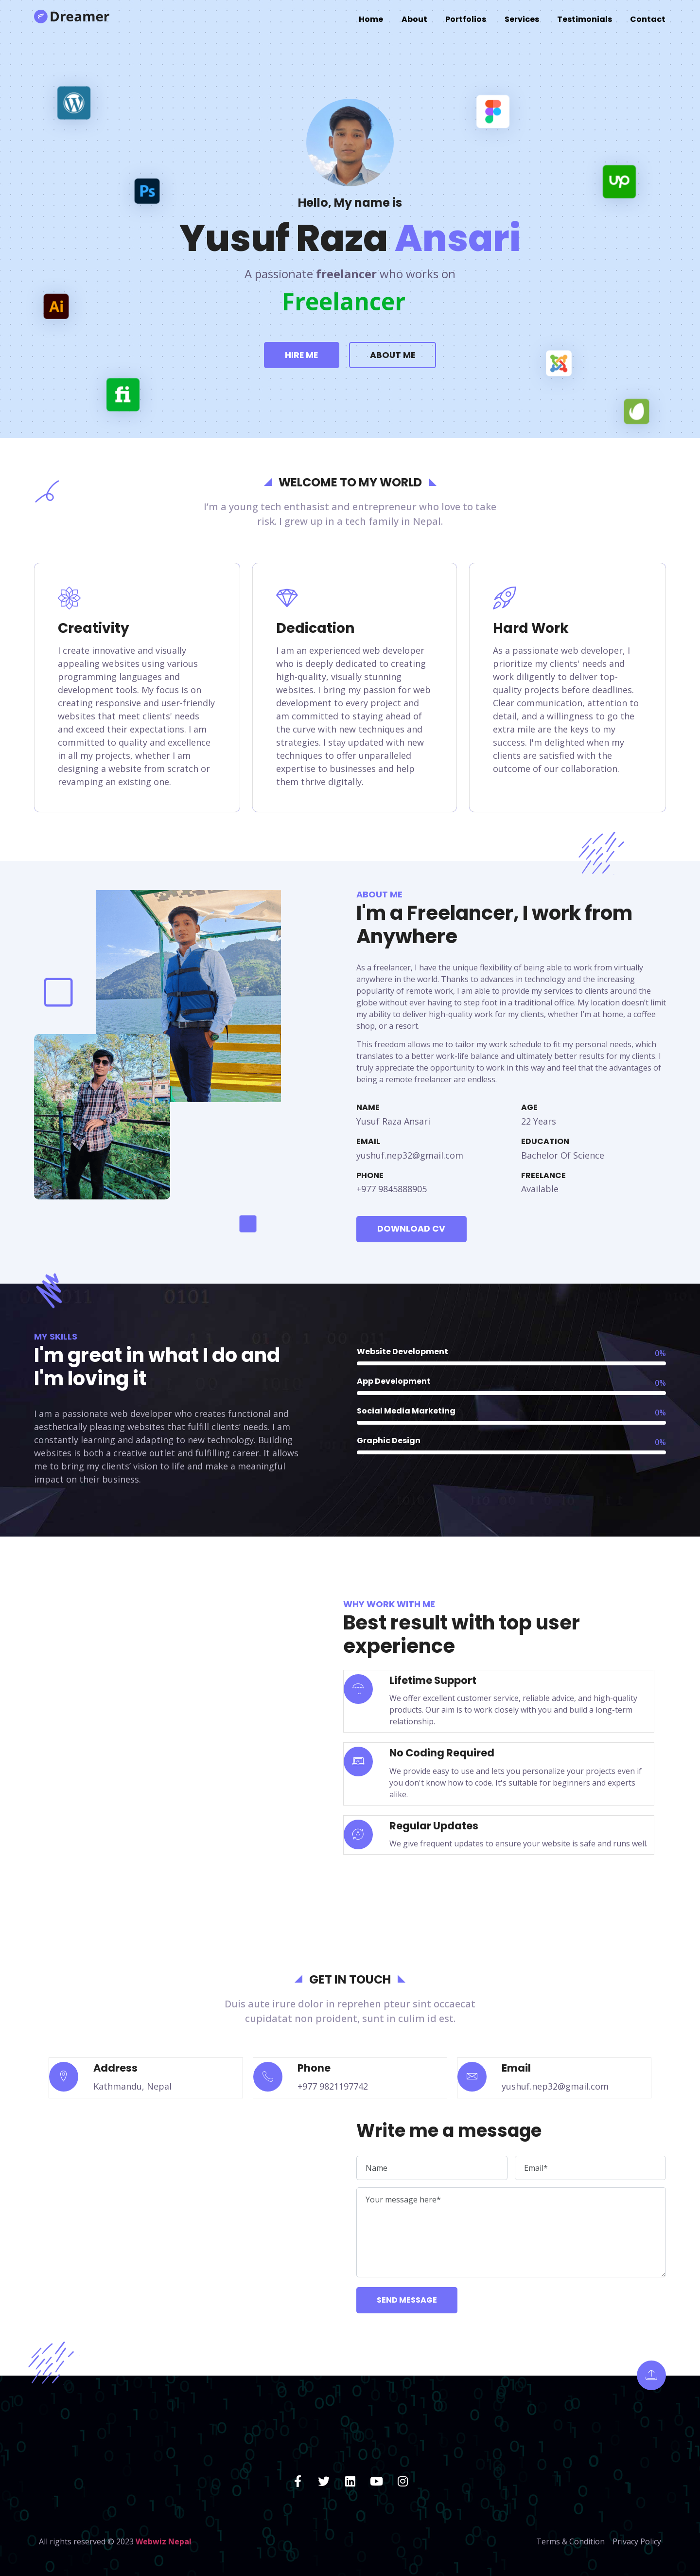 Dreamer
Home About Portfolios Services Testimonials Contact
Ps
up
Hello, My name is
Yusuf Raza Ansari
A passionate freelancer who works on
Freelancer
Ai
HIRE ME
ABOUT ME
fi
WELCOME TO MY WORLD
I'm a young tech enthasist and entrepreneur who love to take
risk. I grew up in a tech family in Nepal.
Creativity
I create innovative and visually
appealing websites using various
programming languages and
development tools. My focus is on
creating responsive and user-friendly
websites that meet clients' needs
and exceed their expectations. I am
committed to quality and excellence
in all my projects, whether I am
designing a website from scratch or
revamping an existing one.
Dedication
I am an experienced web developer
who is deeply dedicated to creating
high-quality, visually stunning
websites. I bring my passion for web
development to every project and
am committed to staying ahead of
the curve with new techniques and
strategies. I stay updated with new
techniques to offer unparalleled
expertise to businesses and help
them thrive digitally.
Hard Work
As a passionate web developer, I
prioritize my clients' needs and
work diligently to deliver top-
quality projects before deadlines.
Clear communication, attention to
detail, and a willingness to go the
extra mile are the keys to my
success. I'm delighted when my
clients are satisfied with the
outcome of our collaboration.
ABOUT ME
I'm a Freelancer, I work from
Anywhere
As a freelancer, I have the unique flexibility of being able to work from virtually
anywhere in the world. Thanks to advances in technology and the increasing
popularity of remote work, I am able to provide my services to clients around the
globe without ever having to step foot in a traditional office. My location doesn't limit
my ability to deliver high-quality work for my clients, whether I'm at home, a coffee
shop, or a resort.
This freedom allows me to tailor my work schedule to fit my personal needs, which
translates to a better work-life balance and ultimately better results for my clients. I
truly appreciate the opportunity to work in this way and feel that the advantages of
being a remote freelancer are endless.
NAME
Yusuf Raza Ansari
AGE
22 Years
EMAIL
yushuf.nep32@gmail.com
EDUCATION
Bachelor Of Science
PHONE
+977 9845888905
FREELANCE
Available
DOWNLOAD CV
0101
MY SKILLS
I'm great in what I do and
I'm loving it
I am a passionate web developer who creates functional and
aesthetically pleasing websites that fulfill clients' needs. I am
constantly learning and adapting to new technology. Building
websites is both a creative outlet and fulfilling career. It allows
me to bring my clients' vision to life and make a meaningful
impact on their business.
Website Development 0%
App Development 0%
Social Media Marketing 0%
Graphic Design 0%
WHY WORK WITH ME
Best result with top user
experience
Lifetime Support
We offer excellent customer service, reliable advice, and high-quality
products. Our aim is to work closely with you and build a long-term
relationship.
No Coding Required
We provide easy to use and lets you personalize your projects even if
you don't know how to code. It's suitable for beginners and experts
alike.
Regular Updates
We give frequent updates to ensure your website is safe and runs well.
GET IN TOUCH
Duis aute irure dolor in reprehen pteur sint occaecat
cupidatat non proident, sunt in culim id est.
Address
Kathmandu, Nepal
Phone
+977 9821197742
Email
yushuf.nep32@gmail.com
Write me a message
Name
Email*
Your message here*
SEND MESSAGE
All rights reserved © 2023 Webwiz Nepal
Terms & Condition Privacy Policy